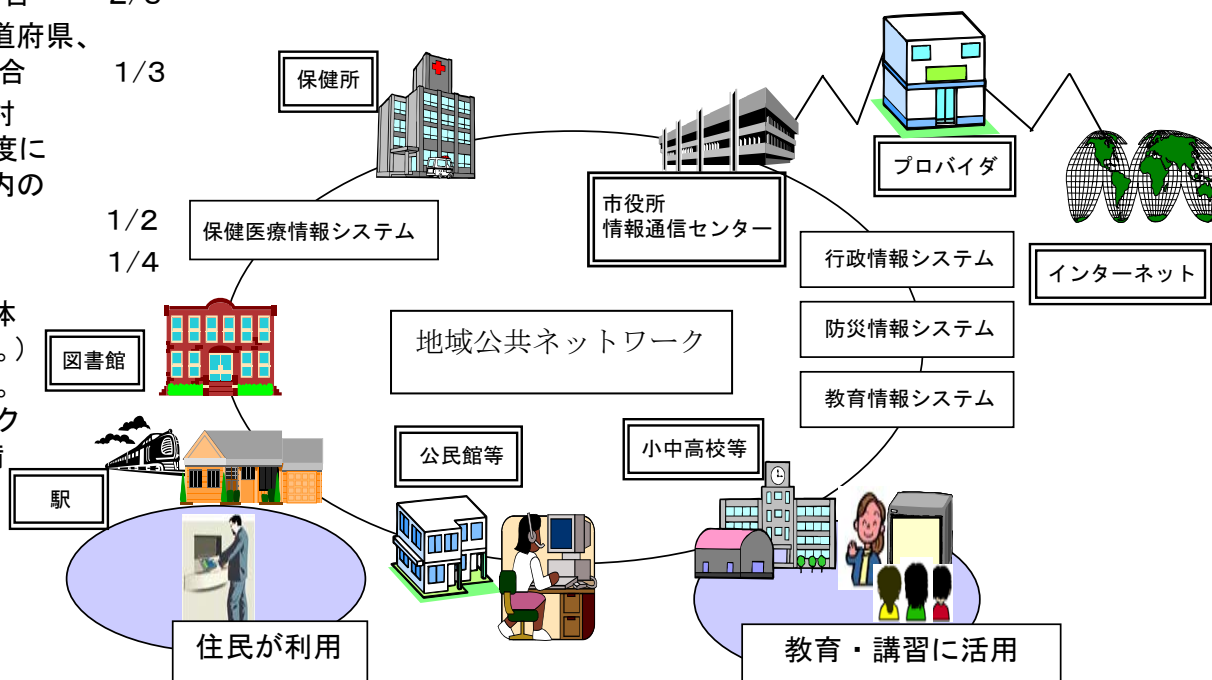 道府県、
合 1/3
度に
内の
1/2
1/4
体
。)
。
ク
保健所
市役所
情報通信センター
プロバイダ
インターネット
保健医療情報システム
行政情報システム
防災情報システム
教育情報システム
地域公共ネットワーク
図書館
駅
公民館等
小中高校等
住民が利用
教育・講習に活用